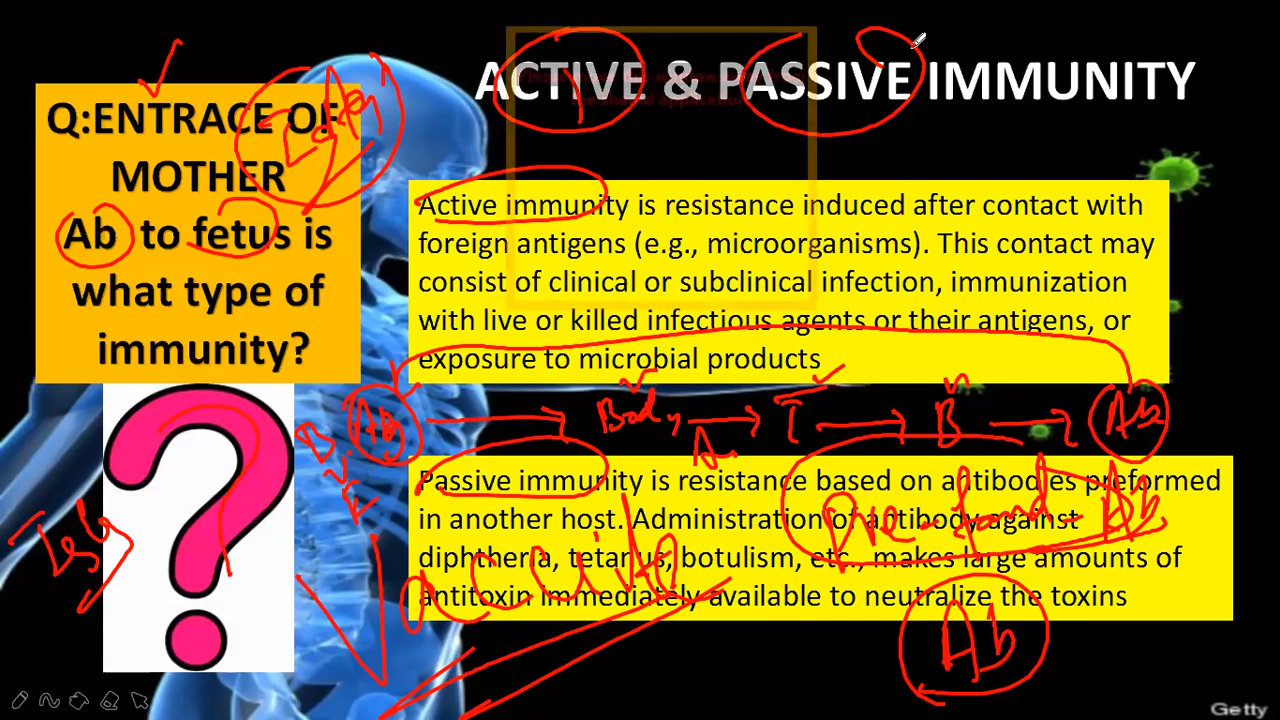 ACTIVE & PASSIVE IMMUNITY
Q:ENTRACE OF
MOTHER
Ab to fetus is
what type of
immunity?
Active immunity is resistance induced after contact with
foreign antigens (e.g., microorganisms). This contact may
consist of clinical or subclinical infection, immunization
with live or killed infectious agents or their antigens, or
exposure to microbial products
Body T B Ab
Passive immunity is resistance based on antibodies preformed
in another host. Administration of antibody against
diphtheria, tetanus, botulism, etc., makes large amounts of
antitoxin immediately available to neutralize the toxins
Ab
Getty